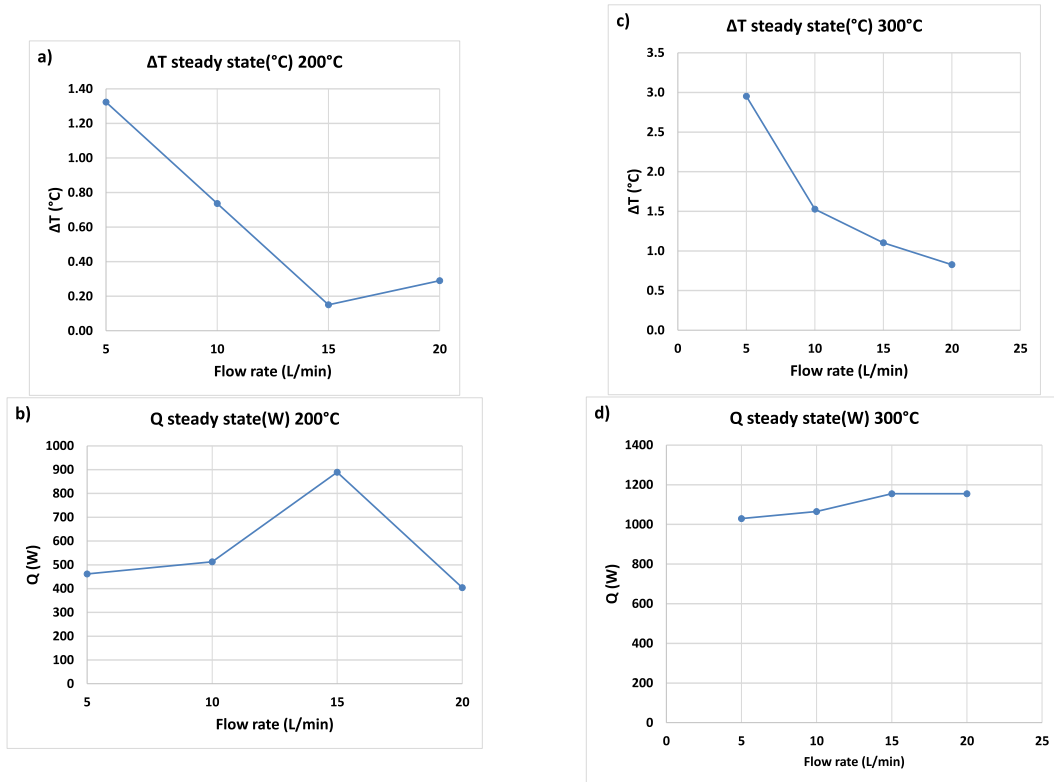 a)
ΔT steady state(°C) 200°C
1.40
1.20
1.00
0.80
0.60
0.40
0.20
0.00
ΔT (°C)
5 10 15 20
Flow rate (L/min)
c)
ΔT steady state(°C) 300°C
3.5
3.0
2.5
2.0
1.5
1.0
0.5
0.0
ΔT (°C)
0 5 10 15 20 25
Flow rate (L/min)
b)
Q steady state(W) 200°C
1000
900
800
700
600
500
400
300
200
100
0
Q (W)
5 10 15 20
Flow rate (L/min)
d)
Q steady state(W) 300°C
1400
1200
1000
800
600
400
200
0
Q (W)
0 5 10 15 20 25
Flow rate (L/min)